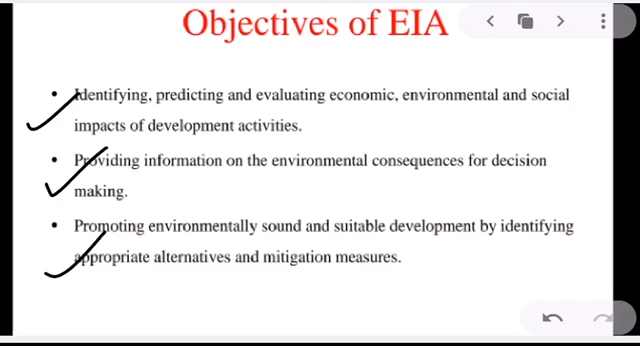 Objectives of EIA
• Identifying, predicting and evaluating economic, environmental and social
impacts of development activities.
• Providing information on the environmental consequences for decision
making.
• Promoting environmentally sound and suitable development by identifying
appropriate alternatives and mitigation measures.